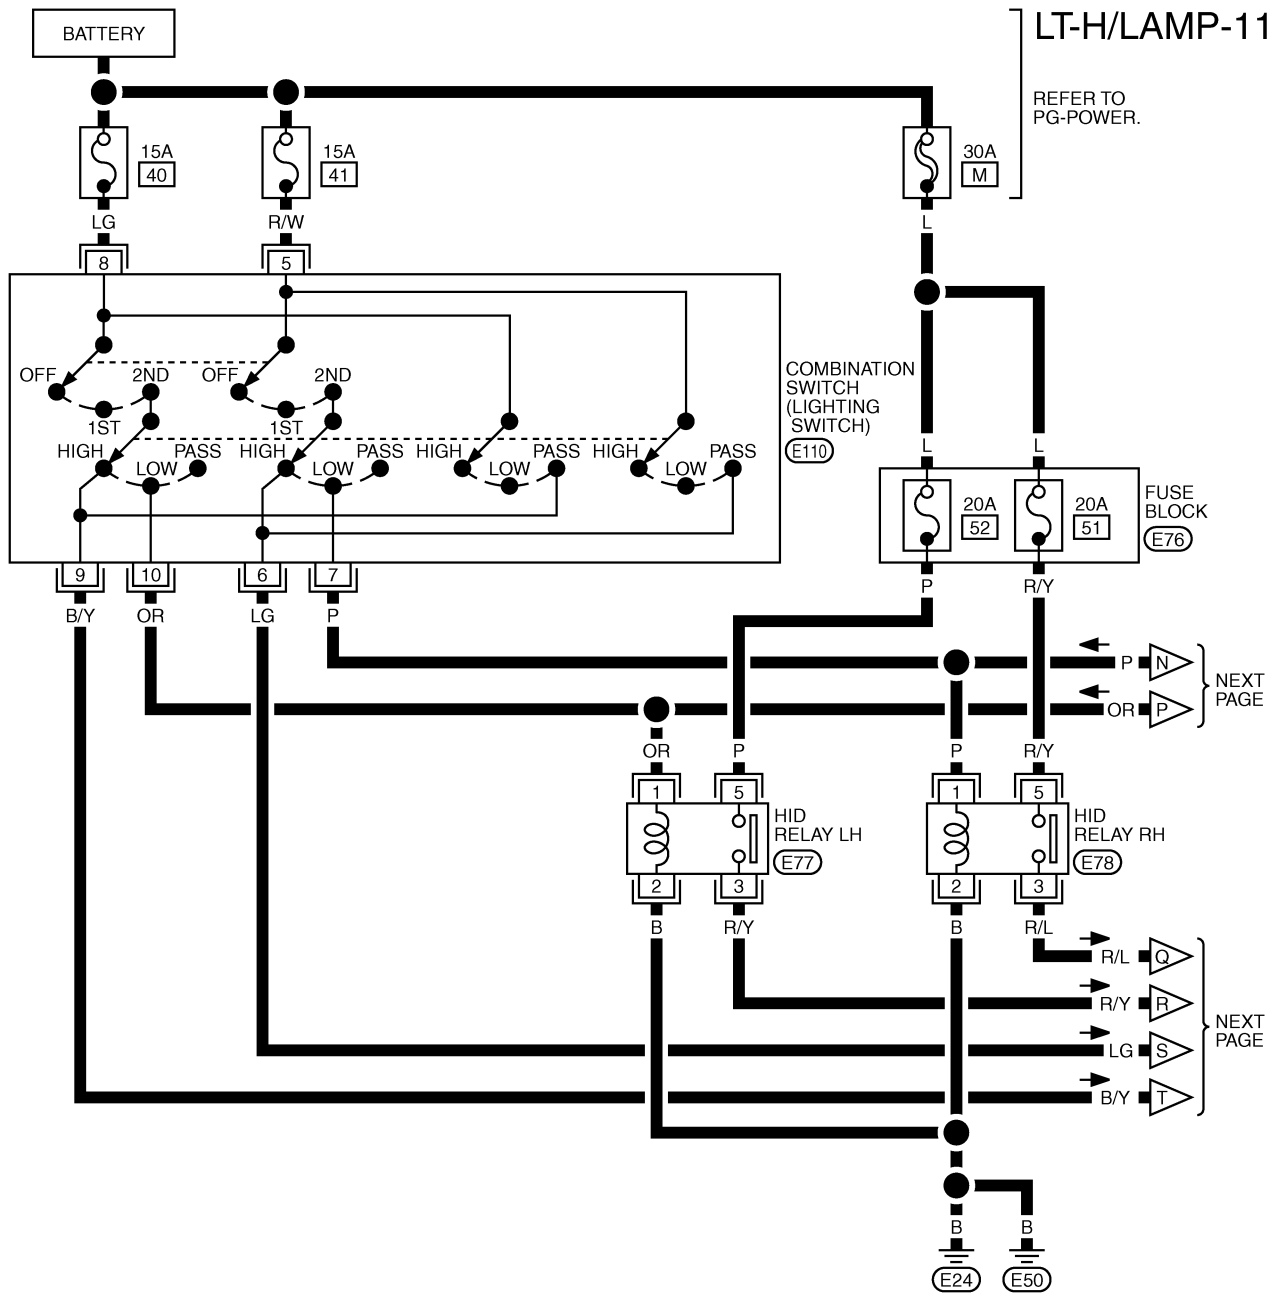 LT-H/LAMP-11
BATTERY
REFER TO
PG-POWER.
15A
40
15A
41
30A
M
LG
R/W
L
8
5
OFF
2ND
1ST
OFF
2ND
1ST
HIGH
LOW
PASS
HIGH
LOW
PASS
HIGH
LOW
PASS
HIGH
LOW
PASS
COMBINATION
SWITCH
(LIGHTING
SWITCH)
E110
L
L
20A
52
20A
51
FUSE
BLOCK
E76
9
10
6
7
B/Y
OR
LG
P
P
R/Y
P
N
OR
P
NEXT
PAGE
OR
P
P
R/Y
1
5
HID
RELAY LH
E77
2
3
1
5
HID
RELAY RH
E78
2
3
B
R/Y
B
R/L
R/L
Q
R/Y
R
LG
S
B/Y
T
NEXT
PAGE
B
B
E24
E50